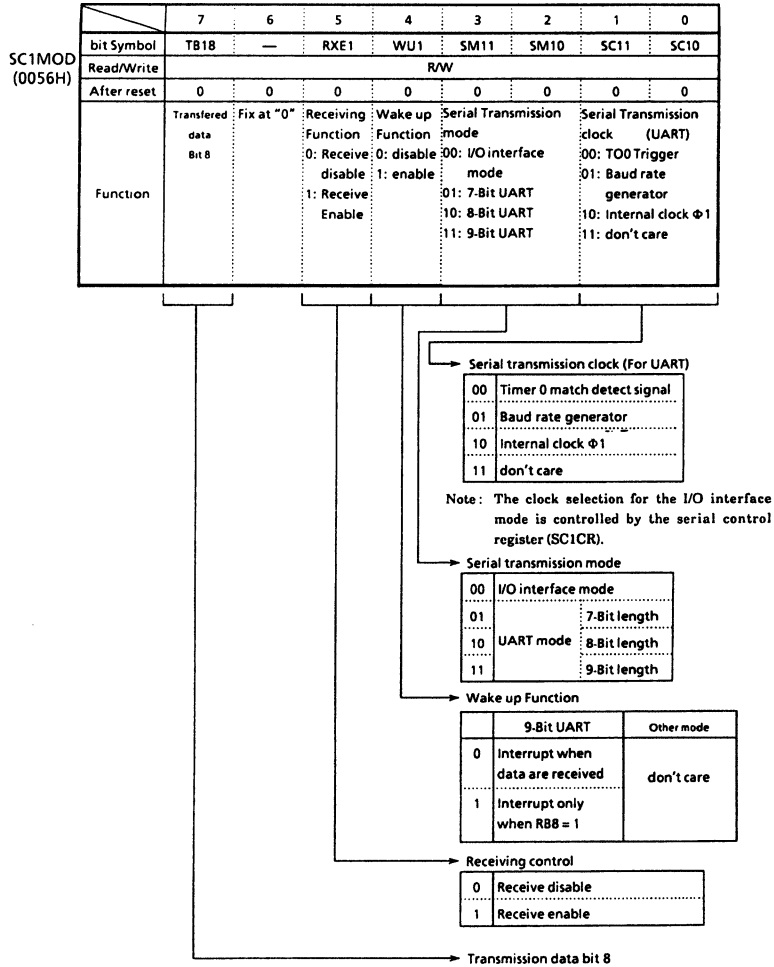 7 6 5 4 3 2 1 0
SC1MOD
(0056H)
bit Symbol TB18 — RXE1 WU1 SM11 SM10 SC11 SC10
Read/Write R/W
After reset 0 0 0 0 0 0 0 0
Function
Transfered
data
Bit 8
Fix at "0"
Receiving
Function
0: Receive
disable
1: Receive
Enable
Wake up
Function
0: disable
1: enable
Serial Transmission
mode
00: I/O interface
mode
01: 7-Bit UART
10: 8-Bit UART
11: 9-Bit UART
Serial Transmission
clock (UART)
00: TO0 Trigger
01: Baud rate
generator
10: Internal clock Φ1
11: don't care
Serial transmission clock (For UART)
00 Timer 0 match detect signal
01 Baud rate generator
10 Internal clock Φ1
11 don't care
Note : The clock selection for the I/O interface
mode is controlled by the serial control
register (SC1CR).
Serial transmission mode
00 I/O interface mode
01 7-Bit length
10 UART mode 8-Bit length
11 9-Bit length
Wake up Function
9-Bit UART Other mode
0 Interrupt when
data are received
don't care
1 Interrupt only
when RB8 = 1
Receiving control
0 Receive disable
1 Receive enable
Transmission data bit 8